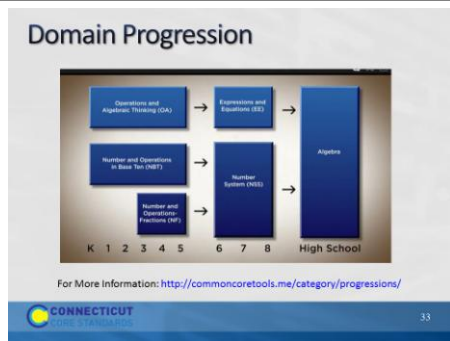 Domain Progression
Operations and
Algebraic Thinking (OA)
→
Expressions and
Equations (EE)
→
Algebra
Number and Operations
in Base Ten (NBT)
→
Number
System (NSS)
→
Number and
Operations-
Fractions (NF)
→
K 1 2 3 4 5 6 7 8 High School
For More Information: http://commoncoretools.me/category/progressions/
CONNECTICUT
CORE STANDARDS
33